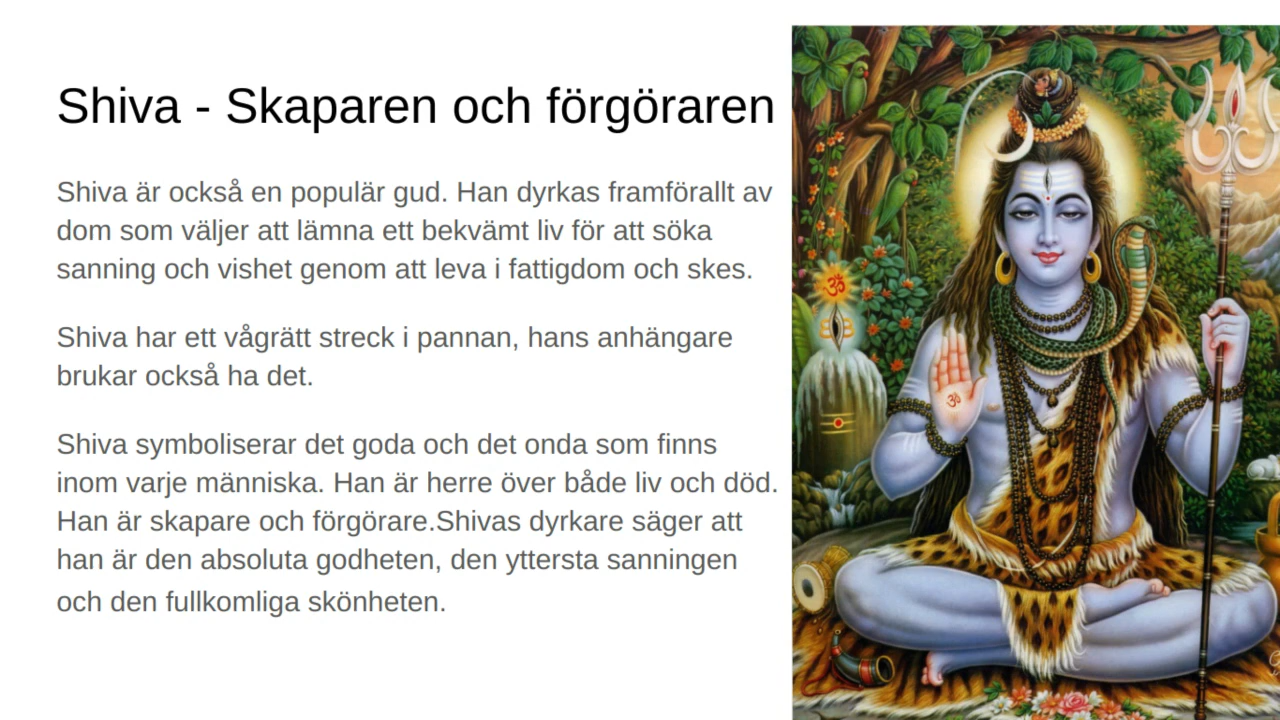 Shiva - Skaparen och förgöraren
Shiva är också en populär gud. Han dyrkas framförallt av
dom som väljer att lämna ett bekvämt liv för att söka
sanning och vishet genom att leva i fattigdom och skes.
Shiva har ett vågrätt streck i pannan, hans anhängare
brukar också ha det.
Shiva symboliserar det goda och det onda som finns
inom varje människa. Han är herre över både liv och död.
Han är skapare och förgörare.Shivas dyrkare säger att
han är den absoluta godheten, den yttersta sanningen
och den fullkomliga skönheten.
ॐ
ॐ